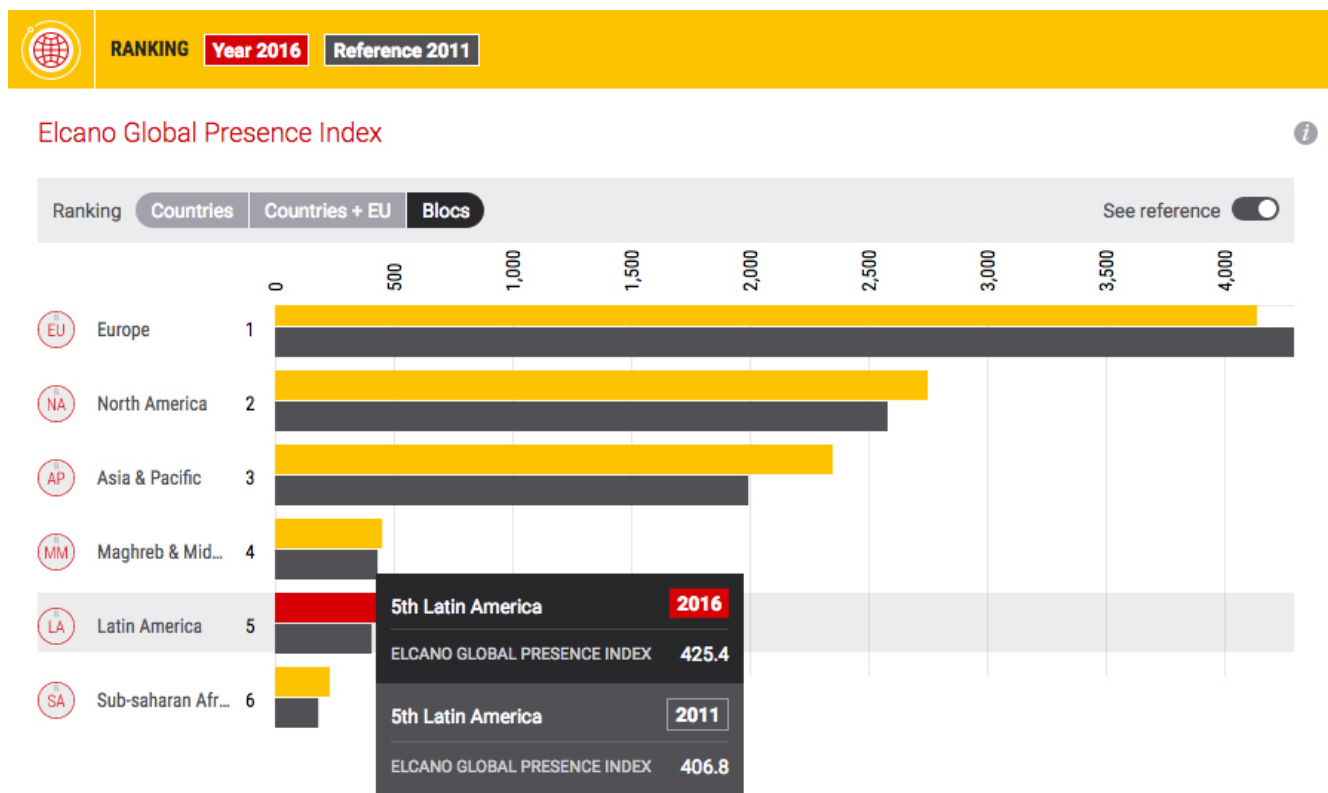 RANKING Year 2016 Reference 2011
Elcano Global Presence Index
i
Ranking Countries Countries + EU Blocs See reference
0 500 1,000 1,500 2,000 2,500 3,000 3,500 4,000
EU Europe 1
NA North America 2
AP Asia & Pacific 3
MM Maghreb & Mid... 4
LA Latin America 5
SA Sub-saharan Afr... 6
5th Latin America 2016
ELCANO GLOBAL PRESENCE INDEX 425.4
5th Latin America 2011
ELCANO GLOBAL PRESENCE INDEX 406.8